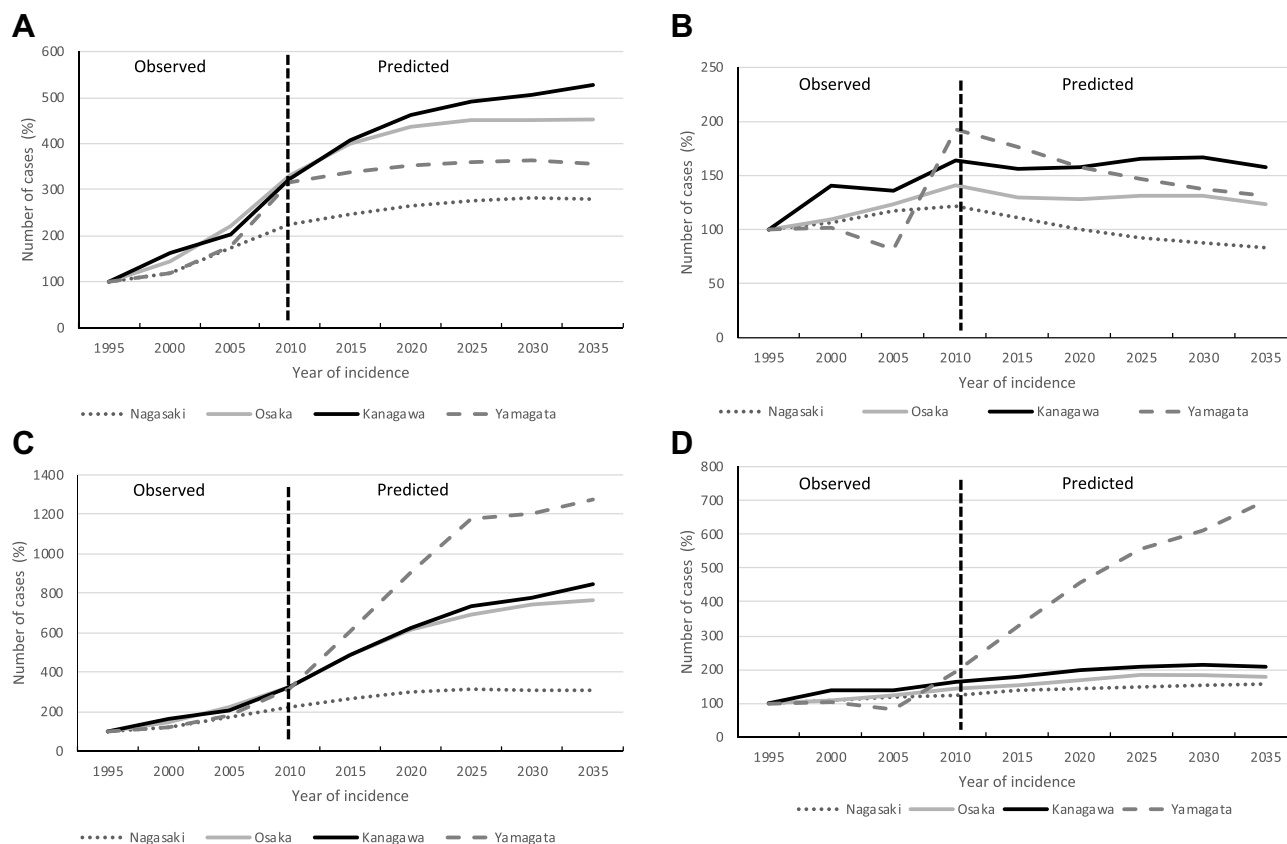 A
600
500
400
300
200
100
0
Number of cases (%)
Observed Predicted
1995 2000 2005 2010 2015 2020 2025 2030 2035
Year of incidence
Nagasaki Osaka Kanagawa Yamagata
B
250
200
150
100
50
0
Number of cases (%)
Observed Predicted
1995 2000 2005 2010 2015 2020 2025 2030 2035
Year of incidence
Nagasaki Osaka Kanagawa Yamagata
C
1400
1200
1000
800
600
400
200
0
Number of cases (%)
Observed Predicted
1995 2000 2005 2010 2015 2020 2025 2030 2035
Year of incidence
Nagasaki Osaka Kanagawa Yamagata
D
800
700
600
500
400
300
200
100
0
Number of cases (%)
Observed Predicted
1995 2000 2005 2010 2015 2020 2025 2030 2035
Year of incidence
Nagasaki Osaka Kanagawa Yamagata